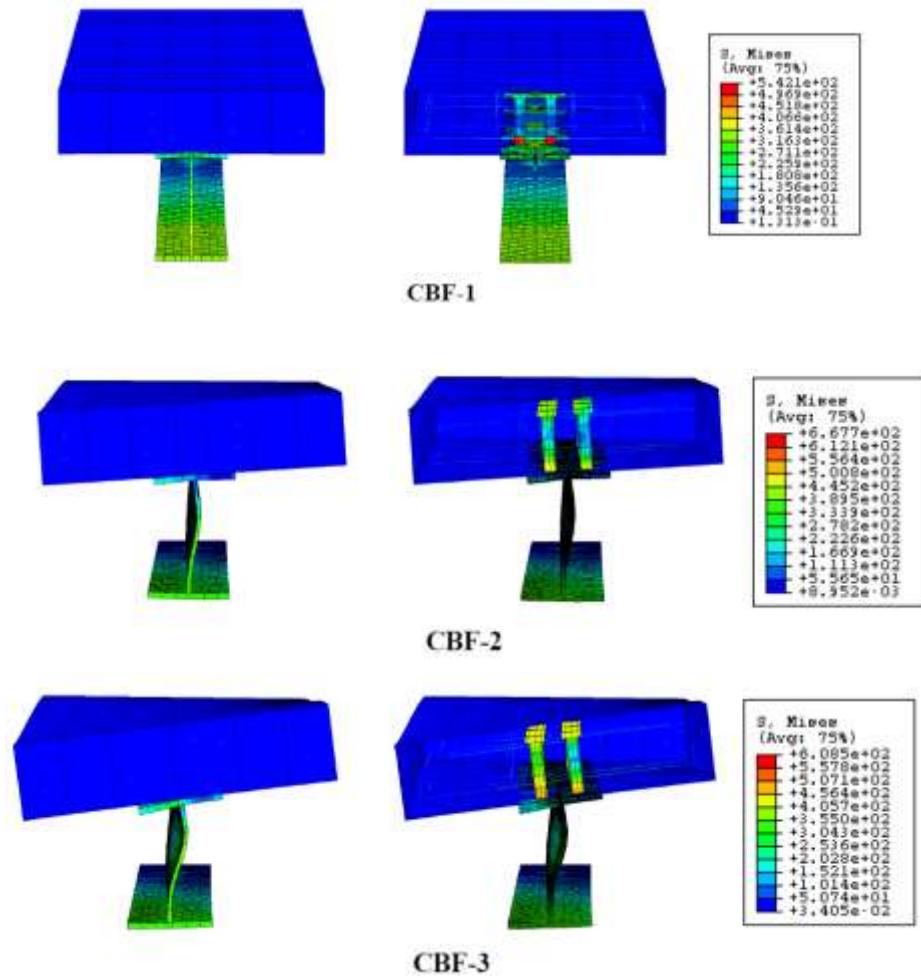 S, Mises
(Avg: 75%)
+5.421e+02
+4.969e+02
+4.518e+02
+4.066e+02
+3.614e+02
+3.163e+02
+2.711e+02
+2.259e+02
+1.808e+02
+1.356e+02
+9.046e+01
+4.529e+01
+1.313e-01
CBF-1
S, Mises
(Avg: 75%)
+6.677e+02
+6.121e+02
+5.564e+02
+5.008e+02
+4.452e+02
+3.895e+02
+3.339e+02
+2.782e+02
+2.226e+02
+1.669e+02
+1.113e+02
+5.565e+01
+8.952e-03
CBF-2
S, Mises
(Avg: 75%)
+6.085e+02
+5.578e+02
+5.071e+02
+4.564e+02
+4.057e+02
+3.550e+02
+3.043e+02
+2.536e+02
+2.028e+02
+1.521e+02
+1.014e+02
+5.074e+01
+3.405e-02
CBF-3